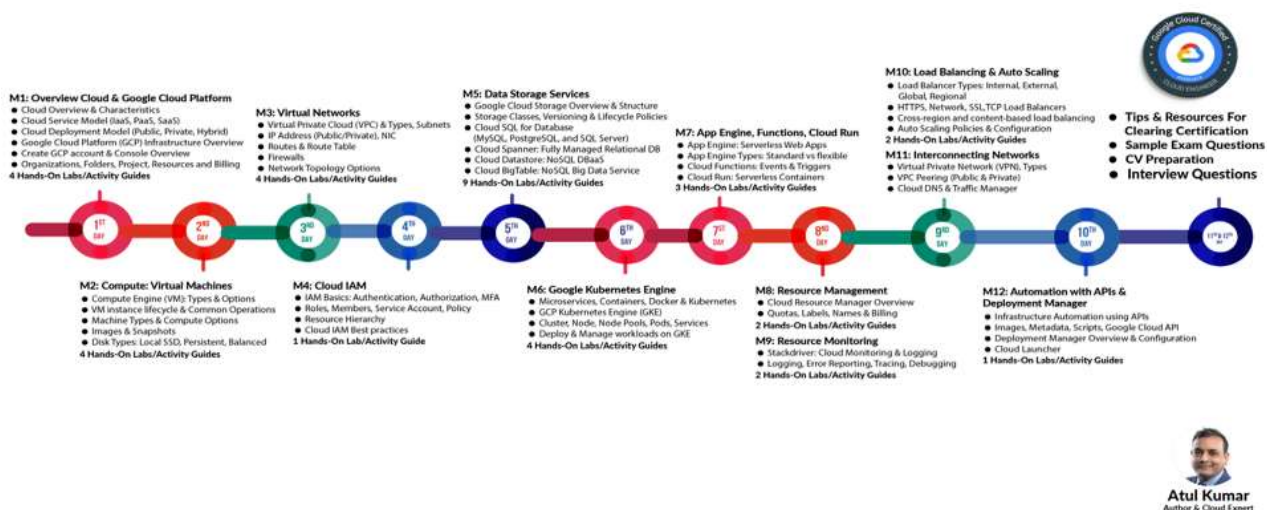 Google Cloud Certified
CLOUD ENGINEER
M1: Overview Cloud & Google Cloud Platform
● Cloud Overview & Characteristics
● Cloud Service Model (IaaS, PaaS, SaaS)
● Cloud Deployment Model (Public, Private, Hybrid)
● Google Cloud Platform (GCP) Infrastructure Overview
● Create GCP account & Console Overview
● Organizations, Folders, Project, Resources and Billing
4 Hands-On Labs/Activity Guides
M3: Virtual Networks
● Virtual Private Cloud (VPC) & Types, Subnets
● IP Address (Public/Private), NIC
● Routes & Route Table
● Firewalls
● Network Topology Options
4 Hands-On Labs/Activity Guides
M5: Data Storage Services
● Google Cloud Storage Overview & Structure
● Storage Classes, Versioning & Lifecycle Policies
● Cloud SQL for Database
(MySQL, PostgreSQL, and SQL Server)
● Cloud Spanner: Fully Managed Relational DB
● Cloud Datastore: NoSQL DBaaS
● Cloud BigTable: NoSQL Big Data Service
9 Hands-On Labs/Activity Guides
M7: App Engine, Functions, Cloud Run
● App Engine: Serverless Web Apps
● App Engine Types: Standard vs flexible
● Cloud Functions: Events & Triggers
● Cloud Run: Serverless Containers
3 Hands-On Labs/Activity Guides
M10: Load Balancing & Auto Scaling
● Load Balancer Types: Internal, External,
Global, Regional
● HTTPS, Network, SSL,TCP Load Balancers
● Cross-region and content-based load balancing
● Auto Scaling Policies & Configuration
2 Hands-On Labs/Activity Guides
M11: Interconnecting Networks
● Virtual Private Network (VPN), Types
● VPC Peering (Public & Private)
● Cloud DNS & Traffic Manager
● Tips & Resources For
Clearing Certification
● Sample Exam Questions
● CV Preparation
● Interview Questions
1ST DAY
2ND DAY
3RD DAY
4TH DAY
5TH DAY
6TH DAY
7ST DAY
8RD DAY
9RD DAY
10TH DAY
11TH & 12TH DAY
M2: Compute: Virtual Machines
● Compute Engine (VM): Types & Options
● VM instance lifecycle & Common Operations
● Machine Types & Compute Options
● Images & Snapshots
● Disk Types: Local SSD, Persistent, Balanced
4 Hands-On Labs/Activity Guides
M4: Cloud IAM
● IAM Basics: Authentication, Authorization, MFA
● Roles, Members, Service Account, Policy
● Resource Hierarchy
● Cloud IAM Best practices
1 Hands-On Lab/Activity Guide
M6: Google Kubernetes Engine
● Microservices, Containers, Docker & Kubernetes
● GCP Kubernetes Engine (GKE)
● Cluster, Node, Node Pools, Pods, Services
● Deploy & Manage workloads on GKE
4 Hands-On Labs/Activity Guides
M8: Resource Management
● Cloud Resource Manager Overview
● Quotas, Labels, Names & Billing
2 Hands-On Labs/Activity Guides
M9: Resource Monitoring
● Stackdriver: Cloud Monitoring & Logging
● Logging, Error Reporting, Tracing, Debugging
2 Hands-On Labs/Activity Guides
M12: Automation with APIs &
Deployment Manager
● Infrastructure Automation using APIs
● Images, Metadata, Scripts, Google Cloud API
● Deployment Manager Overview & Configuration
● Cloud Launcher
1 Hands-On Labs/Activity Guides
Atul Kumar
Author & Cloud Expert